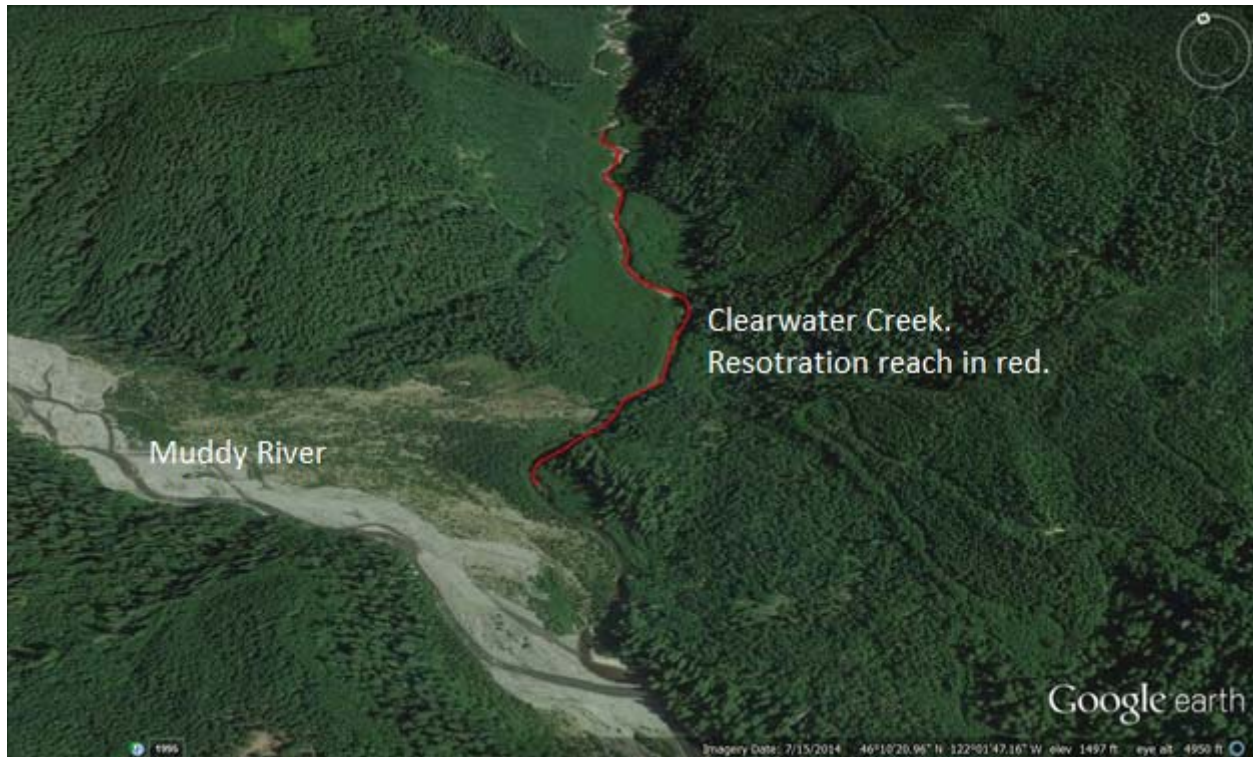 Clearwater Creek.
Resotration reach in red.
Muddy River
Google earth
1995
Imagery Date: 7/15/2014 46°10'20.96" N 122°01'47.16" W elev 1497 ft eye alt 4950 ft